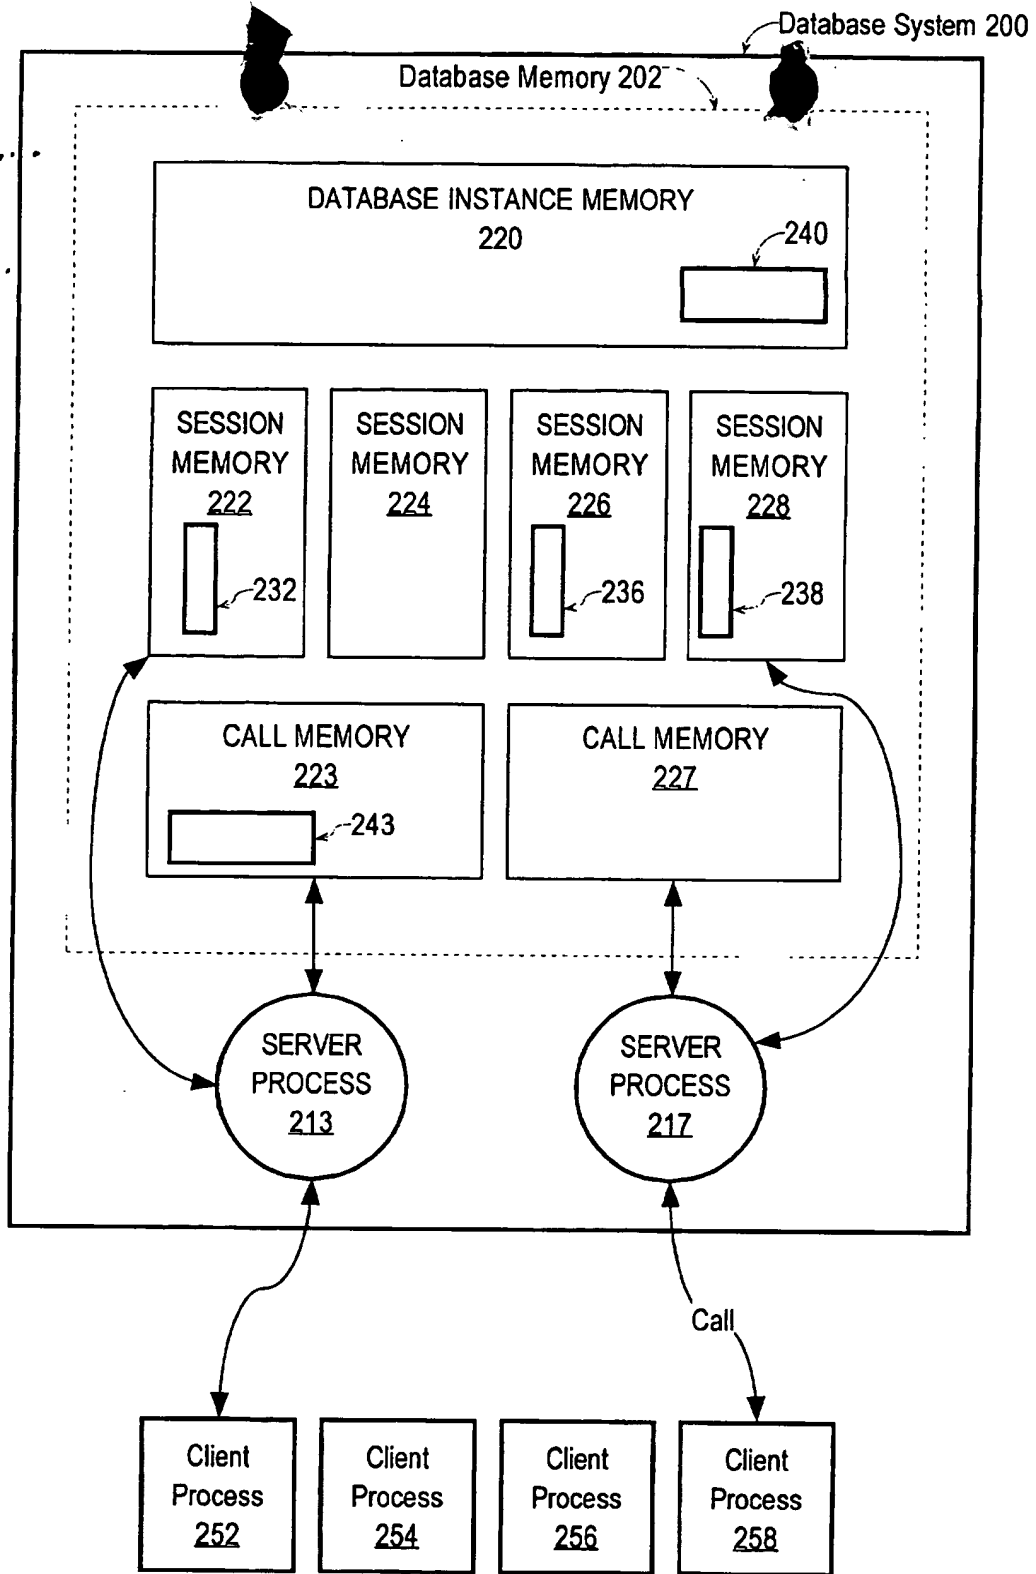 Database System 200
Database Memory 202
DATABASE INSTANCE MEMORY
220
240
SESSION
MEMORY
222
232
SESSION
MEMORY
224
SESSION
MEMORY
226
236
SESSION
MEMORY
228
238
CALL MEMORY
223
243
CALL MEMORY
227
SERVER
PROCESS
213
SERVER
PROCESS
217
Call
Client
Process
252
Client
Process
254
Client
Process
256
Client
Process
258